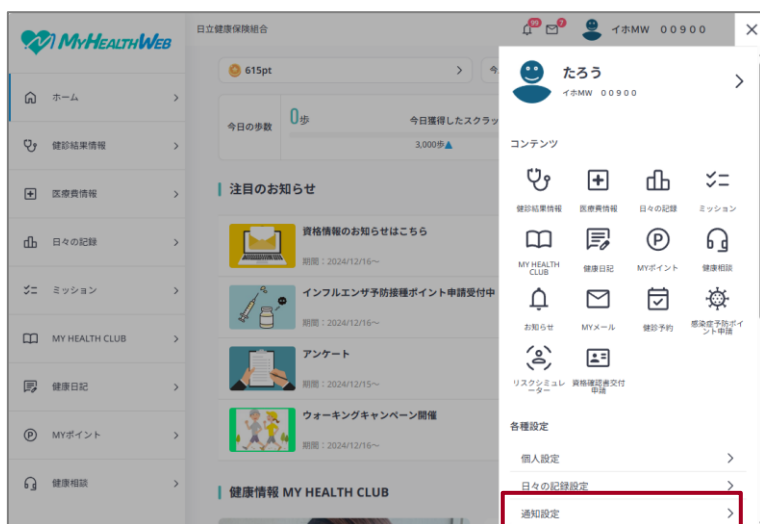 MYHEALTHWEB
日立健康保険組合
99
7
イホMW 00900
ホーム
健診結果情報
医療費情報
日々の記録
ミッション
MY HEALTH CLUB
健康日記
MYポイント
健康相談
615pt
今
今日の歩数
0歩
今日獲得したスクラッ
3,000歩▲
注目のお知らせ
資格情報のお知らせはこちら
期間：2024/12/16～
インフルエンザ予防接種ポイント申請受付中
期間：2024/12/16～
アンケート
期間：2024/12/15～
ウォーキングキャンペーン開催
期間：2024/12/16～
健康情報 MY HEALTH CLUB
たろう
イホMW 00900
コンテンツ
健診結果情報
医療費情報
日々の記録
ミッション
MY HEALTH
CLUB
健康日記
MYポイント
健康相談
お知らせ
MYメール
健診予約
感染症予防ポイ
ント申請
リスクシミュレ
ーター
資格確認書交付
申請
各種設定
個人設定
日々の記録設定
通知設定